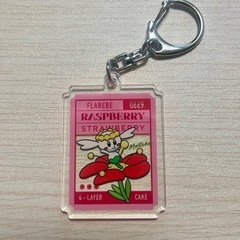 FLABEBE 0669
RASPBERRY
STRAWBERRY
4-LAYER CAKE